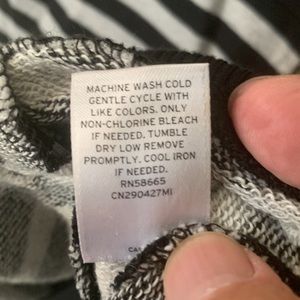 MACHINE WASH COLD
GENTLE CYCLE WITH
LIKE COLORS. ONLY
NON-CHLORINE BLEACH
IF NEEDED. TUMBLE
DRY LOW REMOVE
PROMPTLY. COOL IRON
IF NEEDED.
RN58665
CN290427MI